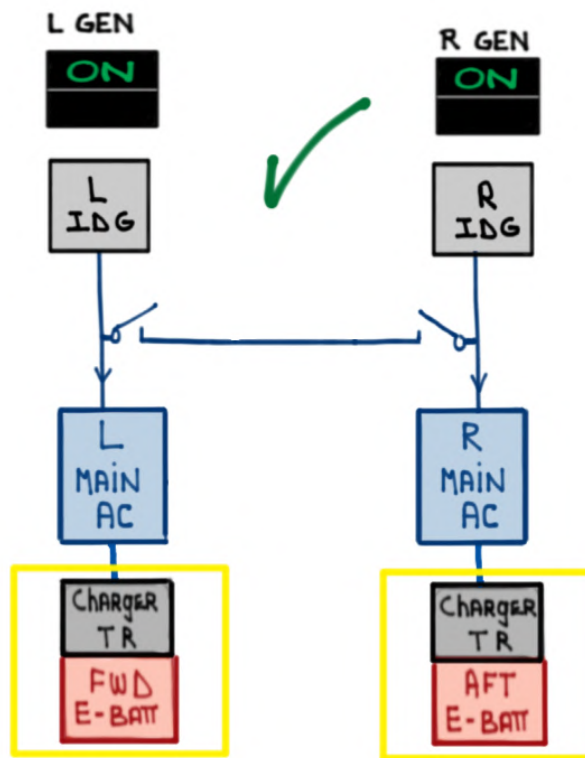 L GEN
ON
R GEN
ON
L
IDG
R
IDG
L
MAiN
AC
R
MAiN
AC
ChARGER
TR
FWD
E-BATT
ChARGER
TR
AFT
E-BATT